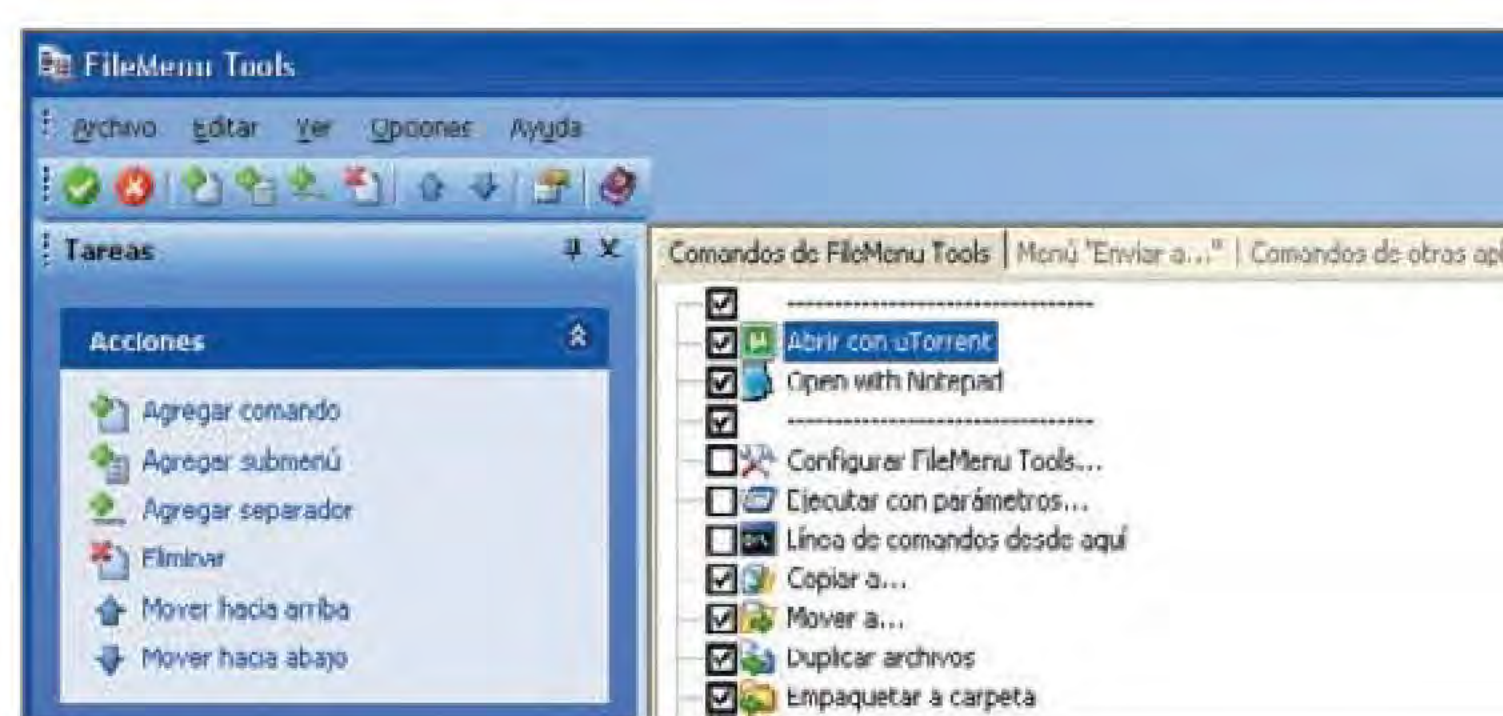 FileMenu Tools
Archivo Editar Ver Opciones Ayuda
Tareas
Acciones
Agregar comando
Agregar submenú
Agregar separador
Eliminar
Mover hacia arriba
Mover hacia abajo
Comandos de FileMenu Tools | Menú "Enviar a..." | Comandos de otras
---------------------------------
Abrir con uTorrent
Open with Notepad
---------------------------------
Configurar FileMenu Tools...
Ejecutar con parámetros...
Línea de comandos desde aquí
Copiar a...
Mover a...
Duplicar archivos
Empaquetar a carpeta